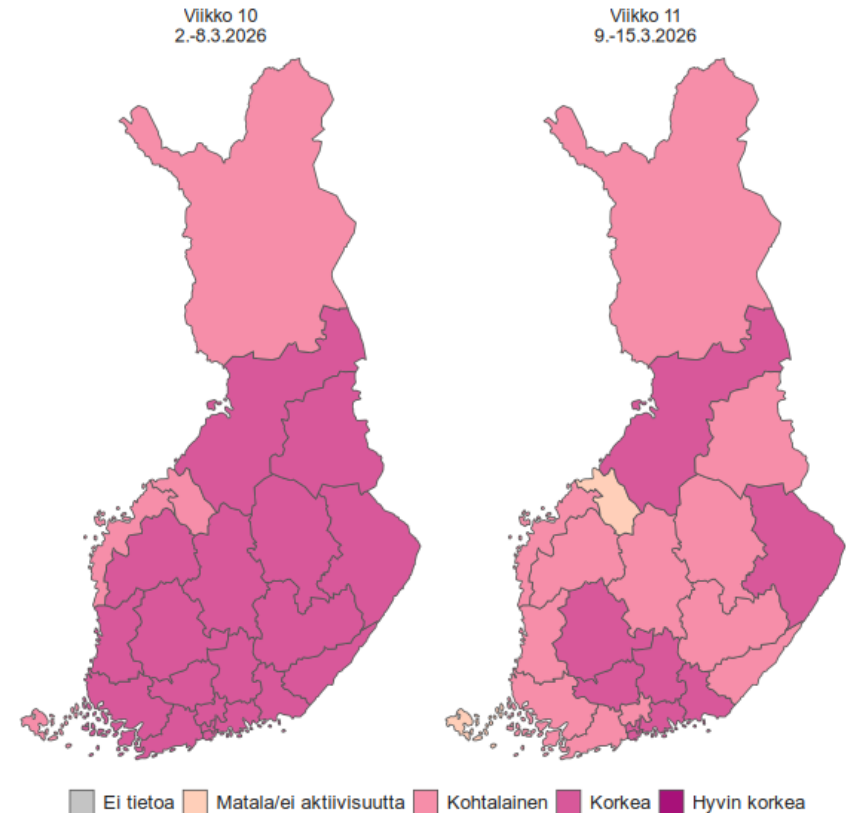 Viikko 10
2.-8.3.2026
Viikko 11
9.-15.3.2026
Ei tietoa
Matala/ei aktiivisuutta
Kohtalainen
Korkea
Hyvin korkea